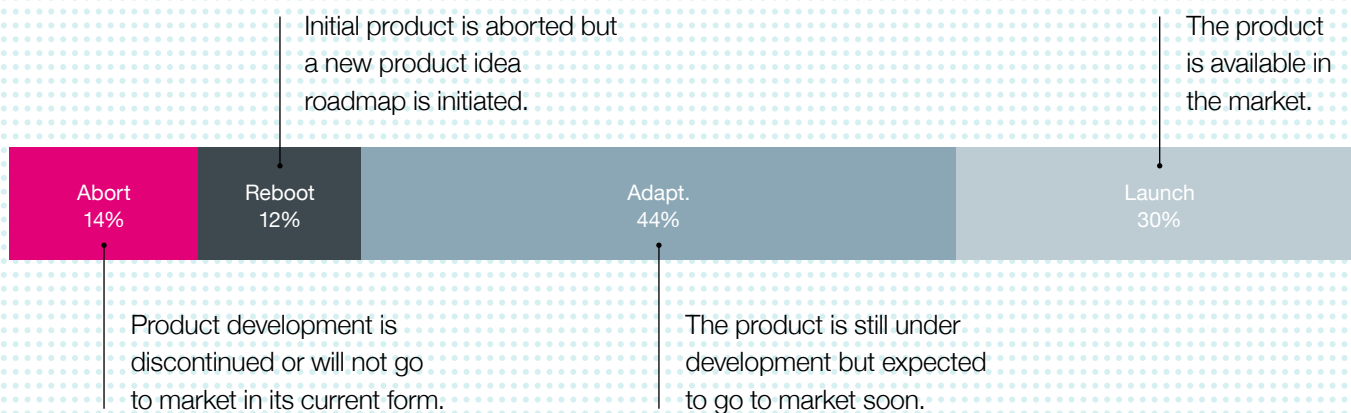 Initial product is aborted but
a new product idea
roadmap is initiated.
The product
is available in
the market.
Abort
14%
Reboot
12%
Adapt.
44%
Launch
30%
Product development is
discontinued or will not go
to market in its current form.
The product is still under
development but expected
to go to market soon.